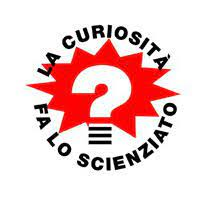 LA CURIOSITÀ
?
FA LO SCIENZIATO